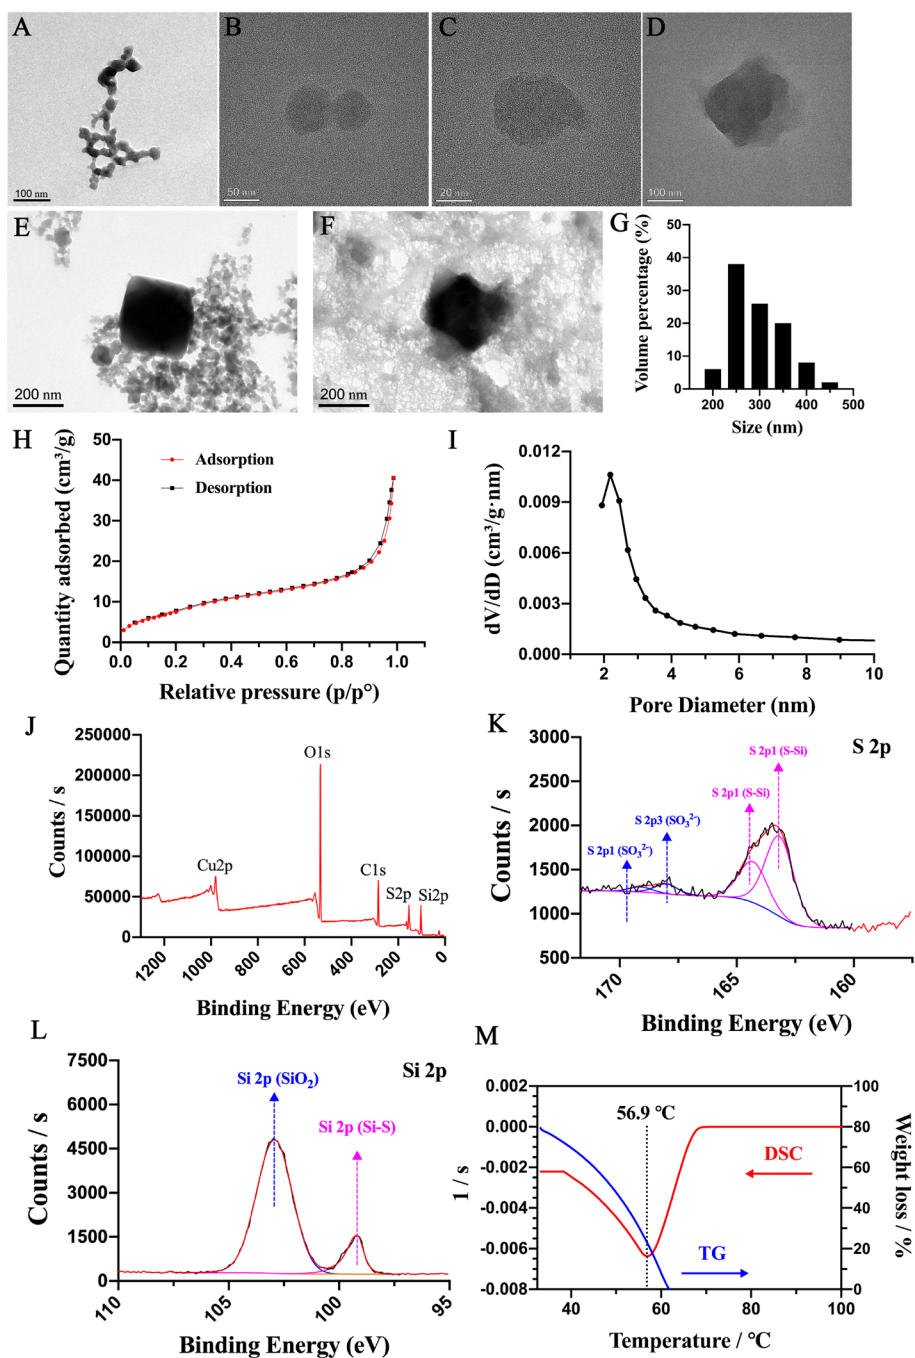 A
100 nm
B
50 nm
C
20 nm
D
100 nm
E
200 nm
F
200 nm
G
Volume percentage (%)
50
40
30
20
10
0
200 300 400 500
Size (nm)
H
Quantity adsorbed (cm³/g)
50
40
30
20
10
0
Adsorption
Desorption
0.0 0.2 0.4 0.6 0.8 1.0
Relative pressure (p/p°)
I
dV/dD (cm³/g·nm)
0.012
0.009
0.006
0.003
0.000
2 4 6 8 10
Pore Diameter (nm)
J
Counts / s
250000
200000
150000
100000
50000
0
O1s
Cu2p
C1s
S2p
Si2p
1200 1000 800 600 400 200 0
Binding Energy (eV)
K
S 2p
Counts / s
3000
2500
2000
1500
1000
500
S 2p1 (S-Si)
S 2p1 (S-Si)
S 2p3 (SO₃²⁻)
S 2p1 (SO₃²⁻)
170 165 160
Binding Energy (eV)
L
Si 2p
Counts / s
7500
6000
4500
3000
1500
0
Si 2p (SiO₂)
Si 2p (Si-S)
110 105 100 95
Binding Energy (eV)
M
1 / s
0.002
0.000
-0.002
-0.004
-0.006
-0.008
56.9 °C
DSC
TG
100
80
60
40
20
0
Weight loss / %
40 60 80 100
Temperature / °C